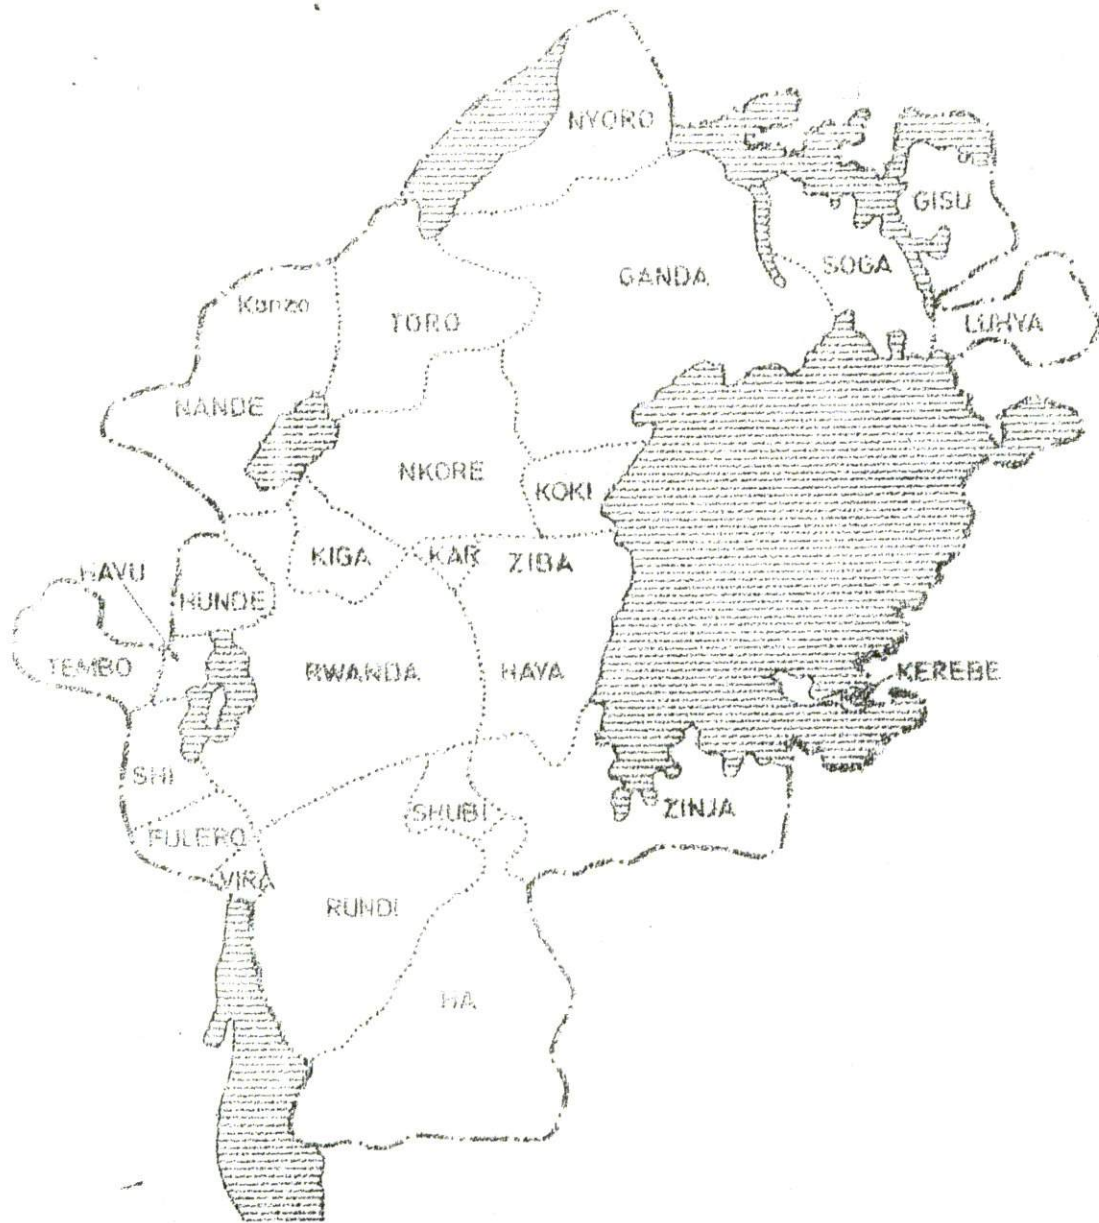 NYORO
GISU
GANDA
SOGA
Konzo
TORO
LUHYA
NANDE
NKORE
KOKI
KIGA
KAR
ZIBA
HAVU
HUNDE
TEMBO
RWANDA
HAYA
KEREBE
SHI
SHUBI
ZINJA
FULERO
VIRA
RUNDI
HA